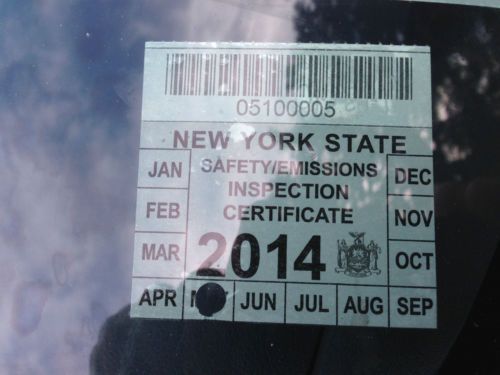 05100005
NEW YORK STATE
SAFETY/EMISSIONS
INSPECTION
CERTIFICATE
2014
JAN
FEB
MAR
APR
JUN
JUL
AUG
SEP
OCT
NOV
DEC